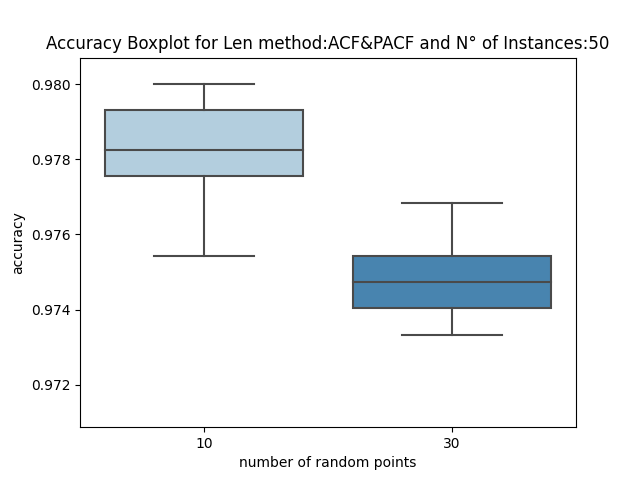 Accuracy Boxplot for Len method:ACF&PACF and N° of Instances:50
0.980
0.978
0.976
0.974
0.972
accuracy
10 30
number of random points